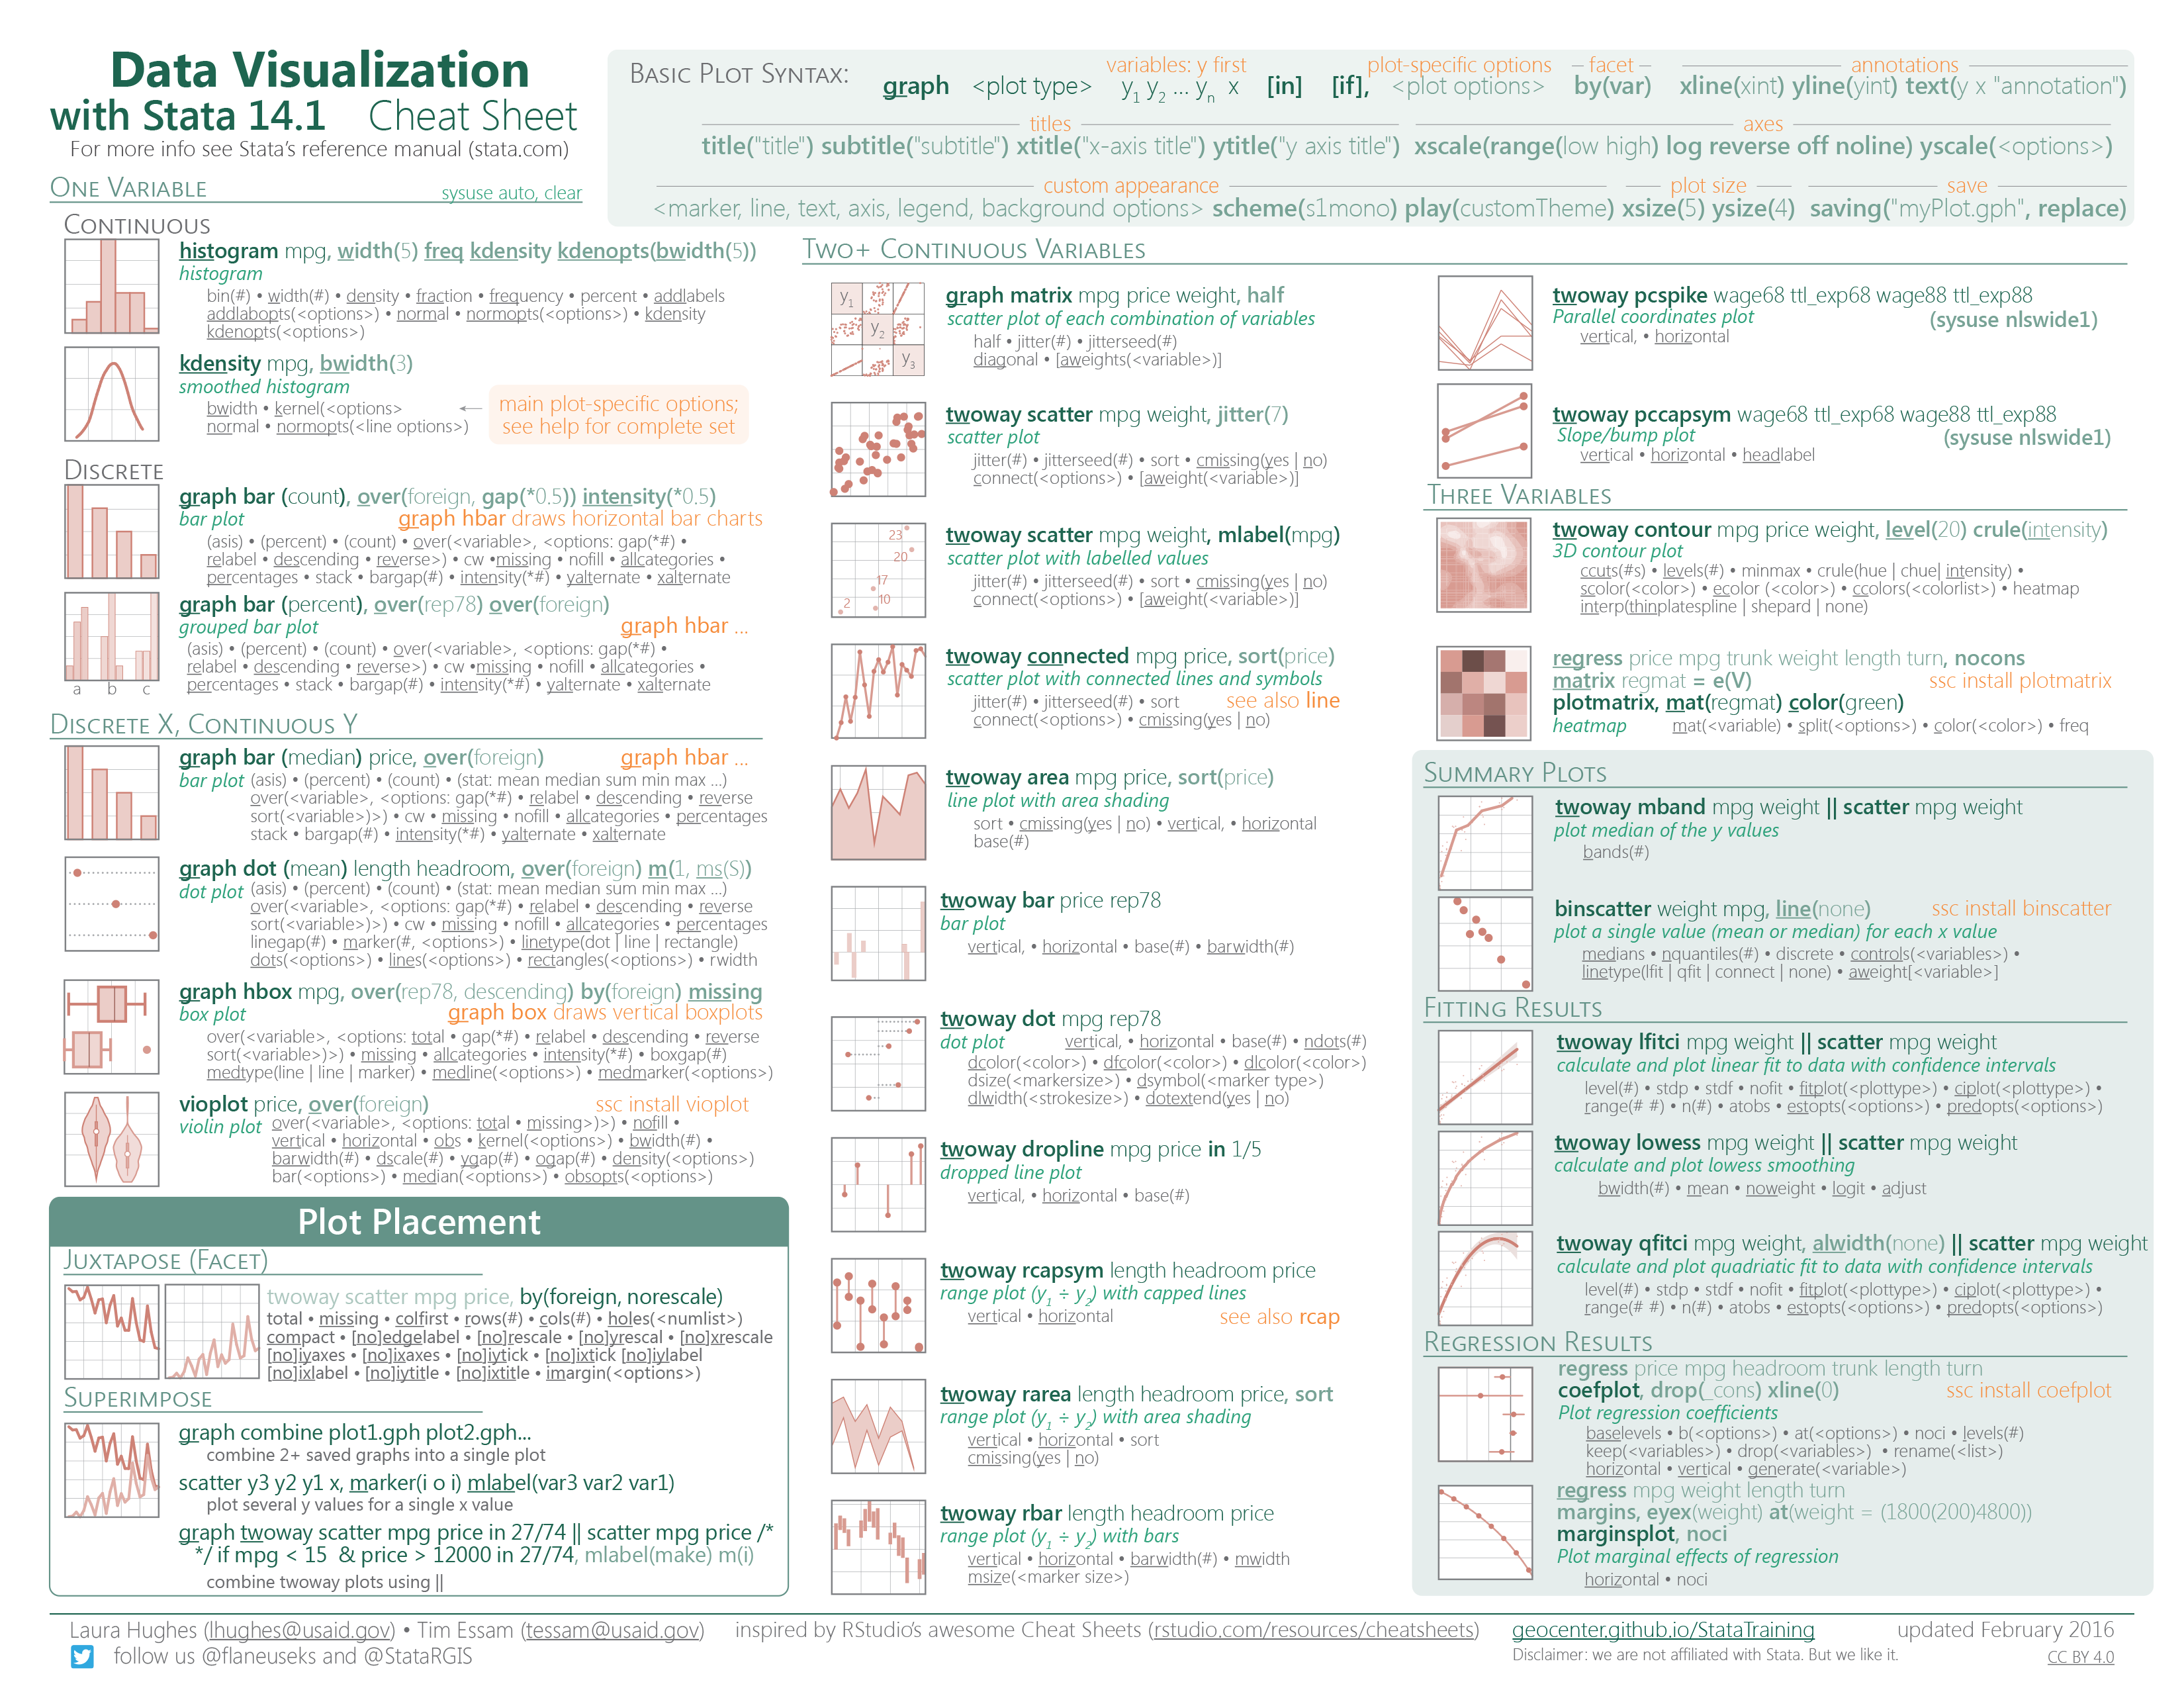 Data Visualization
with Stata 14.1 Cheat Sheet
For more info see Stata's reference manual (stata.com)
BASIC PLOT SYNTAX:
variables: y first plot-specific options facet annotations
graph <plot type> y1 y2 ... yn x [in] [if], <plot options> by(var) xline(xint) yline(yint) text(y x "annotation")
titles axes
title("title") subtitle("subtitle") xtitle("x-axis title") ytitle("y axis title") xscale(range(low high) log reverse off noline) yscale(<options>)
custom appearance plot size save
<marker, line, text, axis, legend, background options> scheme(s1mono) play(customTheme) xsize(5) ysize(4) saving("myPlot.gph", replace)
ONE VARIABLE sysuse auto, clear
CONTINUOUS
histogram mpg, width(5) freq kdensity kdenopts(bwidth(5))
histogram
bin(#) • width(#) • density • fraction • frequency • percent • addlabels
addlabopts(<options>) • normal • normopts(<options>) • kdensity
kdenopts(<options>)
kdensity mpg, bwidth(3)
smoothed histogram
bwidth • kernel(<options>
normal • normopts(<line options>)
main plot-specific options;
see help for complete set
DISCRETE
graph bar (count), over(foreign, gap(*0.5)) intensity(*0.5)
bar plot graph hbar draws horizontal bar charts
(asis) • (percent) • (count) • over(<variable>, <options: gap(*#) •
relabel • descending • reverse>) • cw •missing • nofill • allcategories •
percentages • stack • bargap(#) • intensity(*#) • yalternate • xalternate
graph bar (percent), over(rep78) over(foreign)
grouped bar plot graph hbar ...
(asis) • (percent) • (count) • over(<variable>, <options: gap(*#) •
relabel • descending • reverse>) • cw •missing • nofill • allcategories •
percentages • stack • bargap(#) • intensity(*#) • yalternate • xalternate
a b c
DISCRETE X, CONTINUOUS Y
graph bar (median) price, over(foreign) graph hbar ...
bar plot (asis) • (percent) • (count) • (stat: mean median sum min max ...)
over(<variable>, <options: gap(*#) • relabel • descending • reverse
sort(<variable>)>) • cw • missing • nofill • allcategories • percentages
stack • bargap(#) • intensity(*#) • yalternate • xalternate
graph dot (mean) length headroom, over(foreign) m(1, ms(S))
dot plot (asis) • (percent) • (count) • (stat: mean median sum min max ...)
over(<variable>, <options: gap(*#) • relabel • descending • reverse
sort(<variable>)>) • cw • missing • nofill • allcategories • percentages
linegap(#) • marker(#, <options>) • linetype(dot | line | rectangle)
dots(<options>) • lines(<options>) • rectangles(<options>) • rwidth
graph hbox mpg, over(rep78, descending) by(foreign) missing
box plot graph box draws vertical boxplots
over(<variable>, <options: total • gap(*#) • relabel • descending • reverse
sort(<variable>)>) • missing • allcategories • intensity(*#) • boxgap(#)
medtype(line | line | marker) • medline(<options>) • medmarker(<options>)
vioplot price, over(foreign) ssc install vioplot
violin plot over(<variable>, <options: total • missing>)>) • nofill •
vertical • horizontal • obs • kernel(<options>) • bwidth(#) •
barwidth(#) • dscale(#) • ygap(#) • ogap(#) • density(<options>)
bar(<options>) • median(<options>) • obsopts(<options>)
Plot Placement
JUXTAPOSE (FACET)
twoway scatter mpg price, by(foreign, norescale)
total • missing • colfirst • rows(#) • cols(#) • holes(<numlist>)
compact • [no]edgelabel • [no]rescale • [no]yrescal • [no]xrescale
[no]iyaxes • [no]ixaxes • [no]iytick • [no]ixtick [no]iylabel
[no]ixlabel • [no]iytitle • [no]ixtitle • imargin(<options>)
SUPERIMPOSE
graph combine plot1.gph plot2.gph...
combine 2+ saved graphs into a single plot
scatter y3 y2 y1 x, marker(i o i) mlabel(var3 var2 var1)
plot several y values for a single x value
graph twoway scatter mpg price in 27/74 || scatter mpg price /*
*/ if mpg < 15 & price > 12000 in 27/74, mlabel(make) m(i)
combine twoway plots using ||
TWO+ CONTINUOUS VARIABLES
y1
y2
y3
graph matrix mpg price weight, half
scatter plot of each combination of variables
half • jitter(#) • jitterseed(#)
diagonal • [aweights(<variable>)]
twoway scatter mpg weight, jitter(7)
scatter plot
jitter(#) • jitterseed(#) • sort • cmissing(yes | no)
connect(<options>) • [aweight(<variable>)]
23
20
17
2 10
twoway scatter mpg weight, mlabel(mpg)
scatter plot with labelled values
jitter(#) • jitterseed(#) • sort • cmissing(yes | no)
connect(<options>) • [aweight(<variable>)]
twoway connected mpg price, sort(price)
scatter plot with connected lines and symbols
jitter(#) • jitterseed(#) • sort see also line
connect(<options>) • cmissing(yes | no)
twoway area mpg price, sort(price)
line plot with area shading
sort • cmissing(yes | no) • vertical, • horizontal
base(#)
twoway bar price rep78
bar plot
vertical, • horizontal • base(#) • barwidth(#)
twoway dot mpg rep78
dot plot vertical, • horizontal • base(#) • ndots(#)
dcolor(<color>) • dfcolor(<color>) • dlcolor(<color>)
dsize(<markersize>) • dsymbol(<marker type>)
dlwidth(<strokesize>) • dotextend(yes | no)
twoway dropline mpg price in 1/5
dropped line plot
vertical, • horizontal • base(#)
twoway rcapsym length headroom price
range plot (y1 ÷ y2) with capped lines
vertical • horizontal see also rcap
twoway rarea length headroom price, sort
range plot (y1 ÷ y2) with area shading
vertical • horizontal • sort
cmissing(yes | no)
twoway rbar length headroom price
range plot (y1 ÷ y2) with bars
vertical • horizontal • barwidth(#) • mwidth
msize(<marker size>)
twoway pcspike wage68 ttl_exp68 wage88 ttl_exp88
Parallel coordinates plot (sysuse nlswide1)
vertical, • horizontal
twoway pccapsym wage68 ttl_exp68 wage88 ttl_exp88
Slope/bump plot (sysuse nlswide1)
vertical • horizontal • headlabel
THREE VARIABLES
twoway contour mpg price weight, level(20) crule(intensity)
3D contour plot
ccuts(#s) • levels(#) • minmax • crule(hue | chue| intensity) •
scolor(<color>) • ecolor (<color>) • ccolors(<colorlist>) • heatmap
interp(thinplatespline | shepard | none)
regress price mpg trunk weight length turn, nocons
matrix regmat = e(V) ssc install plotmatrix
plotmatrix, mat(regmat) color(green)
heatmap mat(<variable) • split(<options>) • color(<color>) • freq
SUMMARY PLOTS
twoway mband mpg weight || scatter mpg weight
plot median of the y values
bands(#)
binscatter weight mpg, line(none) ssc install binscatter
plot a single value (mean or median) for each x value
medians • nquantiles(#) • discrete • controls(<variables>) •
linetype(lfit | qfit | connect | none) • aweight[<variable>]
FITTING RESULTS
twoway lfitci mpg weight || scatter mpg weight
calculate and plot linear fit to data with confidence intervals
level(#) • stdp • stdf • nofit • fitplot(<plottype>) • ciplot(<plottype>) •
range(# #) • n(#) • atobs • estopts(<options>) • predopts(<options>)
twoway lowess mpg weight || scatter mpg weight
calculate and plot lowess smoothing
bwidth(#) • mean • noweight • logit • adjust
twoway qfitci mpg weight, alwidth(none) || scatter mpg weight
calculate and plot quadriatic fit to data with confidence intervals
level(#) • stdp • stdf • nofit • fitplot(<plottype>) • ciplot(<plottype>) •
range(# #) • n(#) • atobs • estopts(<options>) • predopts(<options>)
REGRESSION RESULTS
regress price mpg headroom trunk length turn
coefplot, drop(_cons) xline(0) ssc install coefplot
Plot regression coefficients
baselevels • b(<options>) • at(<options>) • noci • levels(#)
keep(<variables>) • drop(<variables>) • rename(<list>)
horizontal • vertical • generate(<variable>)
regress mpg weight length turn
margins, eyex(weight) at(weight = (1800(200)4800))
marginsplot, noci
Plot marginal effects of regression
horizontal • noci
Laura Hughes (lhughes@usaid.gov) • Tim Essam (tessam@usaid.gov) inspired by RStudio's awesome Cheat Sheets (rstudio.com/resources/cheatsheets) geocenter.github.io/StataTraining updated February 2016
follow us @flaneuseks and @StataRGIS Disclaimer: we are not affiliated with Stata. But we like it. CC BY 4.0